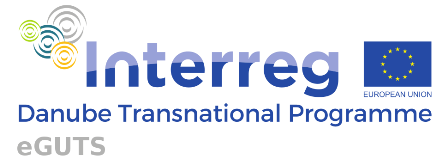 Interreg
EUROPEAN UNION
Danube Transnational Programme
eGUTS